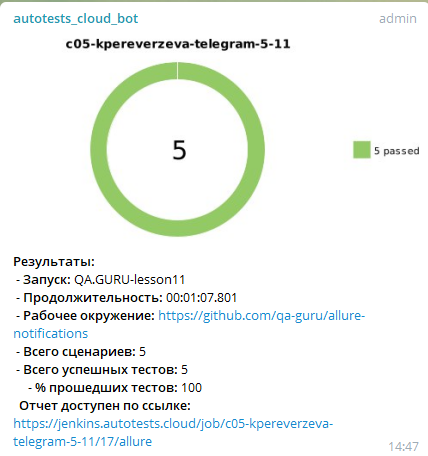 autotests_cloud_bot admin
c05-kpereverzeva-telegram-5-11
5
5 passed
Результаты:
- Запуск: QA.GURU-lesson11
- Продолжительность: 00:01:07.801
- Рабочее окружение: https://github.com/qa-guru/allure-
notifications
- Всего сценариев: 5
- Всего успешных тестов: 5
- % прошедших тестов: 100
Отчет доступен по ссылке:
https://jenkins.autotests.cloud/job/c05-kpereverzeva-
telegram-5-11/17/allure
14:47